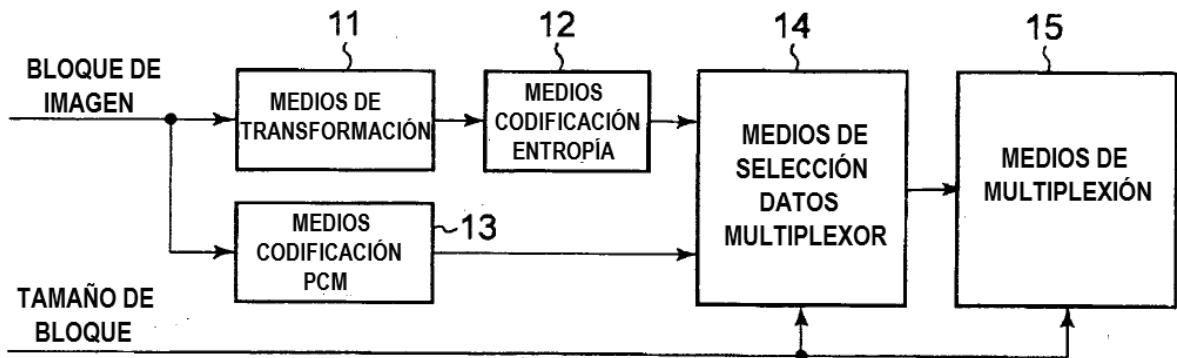 11
12
14
15
BLOQUE DE
IMAGEN
MEDIOS DE
TRANSFORMACIÓN
MEDIOS
CODIFICACIÓN
ENTROPÍA
MEDIOS DE
SELECCIÓN
DATOS
MULTIPLEXOR
MEDIOS DE
MULTIPLEXIÓN
MEDIOS
CODIFICACIÓN
PCM
13
TAMAÑO DE
BLOQUE